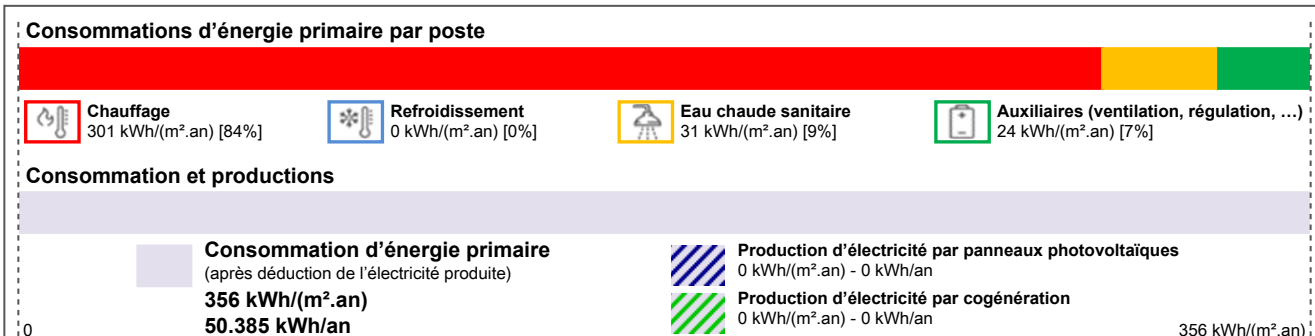 Consommations d'énergie primaire par poste
Chauffage
301 kWh/(m².an) [84%]
Refroidissement
0 kWh/(m².an) [0%]
Eau chaude sanitaire
31 kWh/(m².an) [9%]
Auxiliaires (ventilation, régulation, …)
24 kWh/(m².an) [7%]
Consommation et productions
Consommation d'énergie primaire
(après déduction de l'électricité produite)
356 kWh/(m².an)
50.385 kWh/an
Production d'électricité par panneaux photovoltaïques
0 kWh/(m².an) - 0 kWh/an
Production d'électricité par cogénération
0 kWh/(m².an) - 0 kWh/an
0
356 kWh/(m².an)